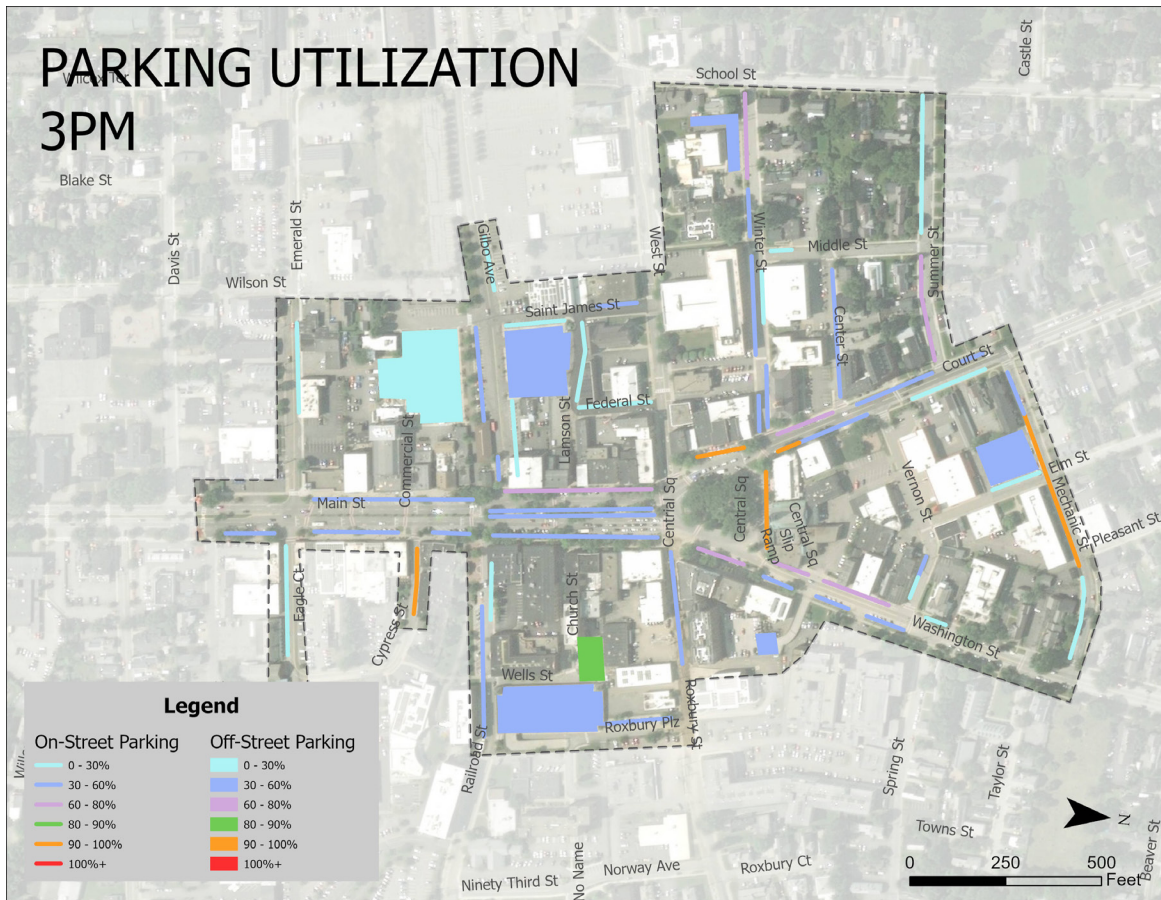 PARKING UTILIZATION
3PM
Wilcox Ter
School St
Castle St
Blake St
Emerald St
Davis St
Gilbo Ave
West St
Winter St
Middle St
Summer St
Wilson St
Saint James St
Center St
Court St
Federal St
Lamson St
Commercial St
Main St
Central Sq
Central Sq
Central Sq
Slip
Ramp
Vernon St
Elm St
Mechanic St
Pleasant St
Eagle Ct
Cypress St
Church St
Washington St
Wells St
Roxbury Plz
Roxbury St
Railroad St
Spring St
Taylor St
Towns St
Beaver St
Norway Ave
Roxbury Ct
Ninety Third St
No Name
Legend
On-Street Parking
0 - 30%
30 - 60%
60 - 80%
80 - 90%
90 - 100%
100%+
Off-Street Parking
0 - 30%
30 - 60%
60 - 80%
80 - 90%
90 - 100%
100%+
N
0 250 500
Feet